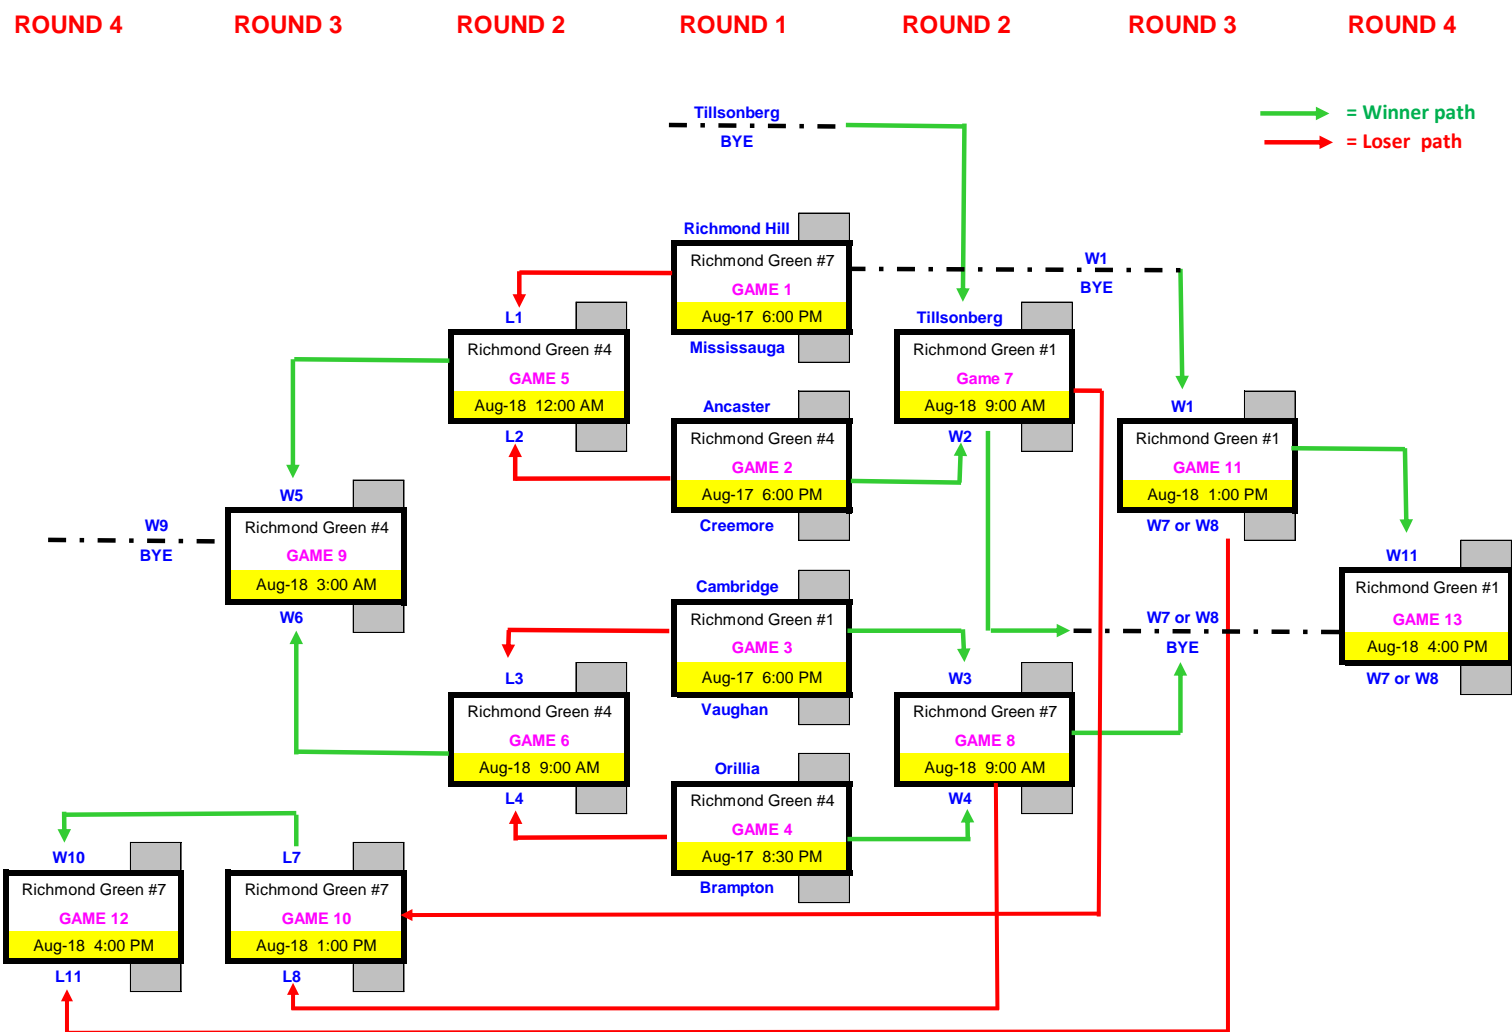 ROUND 4 ROUND 3 ROUND 2 ROUND 1 ROUND 2 ROUND 3 ROUND 4
Tillsonberg
BYE
= Winner path
= Loser path
Richmond Hill
Richmond Green #7
GAME 1
Aug-17 6:00 PM
Mississauga
W1
BYE
L1
Richmond Green #4
GAME 5
Aug-18 12:00 AM
L2
Tillsonberg
Richmond Green #1
Game 7
Aug-18 9:00 AM
W2
Ancaster
Richmond Green #4
GAME 2
Aug-17 6:00 PM
Creemore
W1
Richmond Green #1
GAME 11
Aug-18 1:00 PM
W7 or W8
W5
Richmond Green #4
GAME 9
Aug-18 3:00 AM
W6
W9
BYE
W11
Richmond Green #1
GAME 13
Aug-18 4:00 PM
W7 or W8
Cambridge
Richmond Green #1
GAME 3
Aug-17 6:00 PM
Vaughan
W7 or W8
BYE
L3
Richmond Green #4
GAME 6
Aug-18 9:00 AM
L4
W3
Richmond Green #7
GAME 8
Aug-18 9:00 AM
W4
Orillia
Richmond Green #4
GAME 4
Aug-17 8:30 PM
Brampton
W10
Richmond Green #7
GAME 12
Aug-18 4:00 PM
L11
L7
Richmond Green #7
GAME 10
Aug-18 1:00 PM
L8